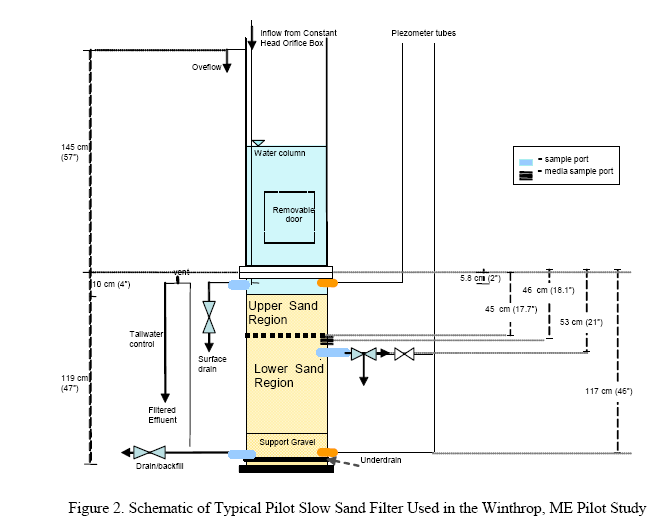 Inflow from Constant
Head Orifice Box
Piezometer tubes
Oveflow
145 cm
(57")
Water column
- sample port
- media sample port
Removable
door
vent
10 cm (4")
5.8 cm (2")
46 cm (18.1")
45 cm (17.7")
53 cm (21")
Upper Sand
Region
Tailwater
control
Surface
drain
Lower Sand
Region
119 cm
(47")
117 cm (46")
Filtered
Effluent
Support Gravel
Underdrain
Drain/backfill
Figure 2. Schematic of Typical Pilot Slow Sand Filter Used in the Winthrop, ME Pilot Study